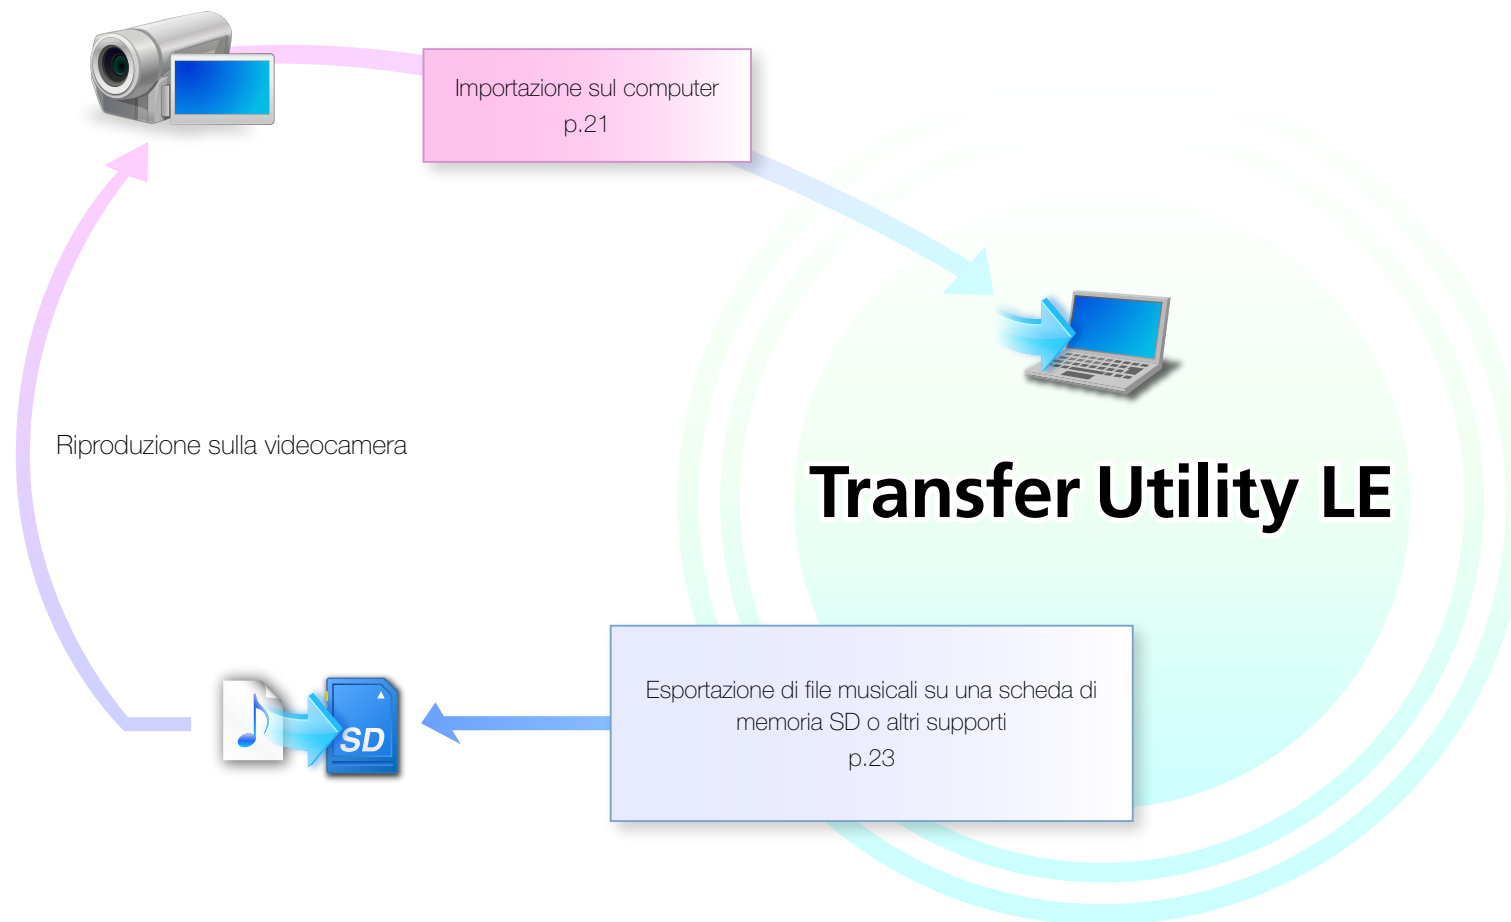 Importazione sul computer
p.21
Riproduzione sulla videocamera
Transfer Utility LE
SD
Esportazione di file musicali su una scheda di
memoria SD o altri supporti
p.23